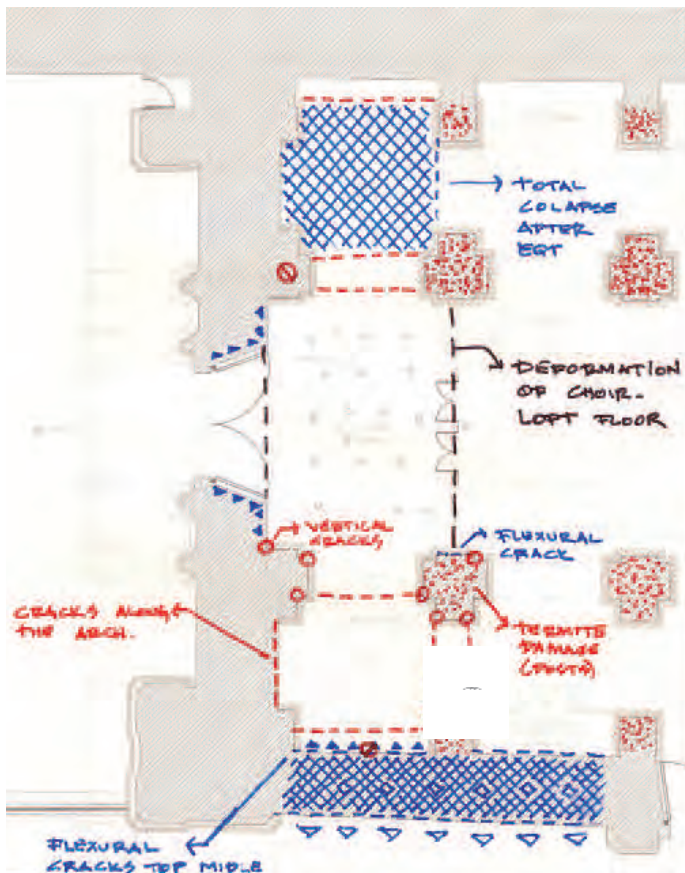 TOTAL
COLAPSE
AFTER
EQT
DEFORMATION
OF CHOIR-
LOFT FLOOR
VERTICAL
CRACKS
FLEXURAL
CRACK
CRACKS ALONG
THE ARCH.
TERMITE
DAMAGE
(POSTS)
FLEXURAL
CRACKS TOP MIDLE